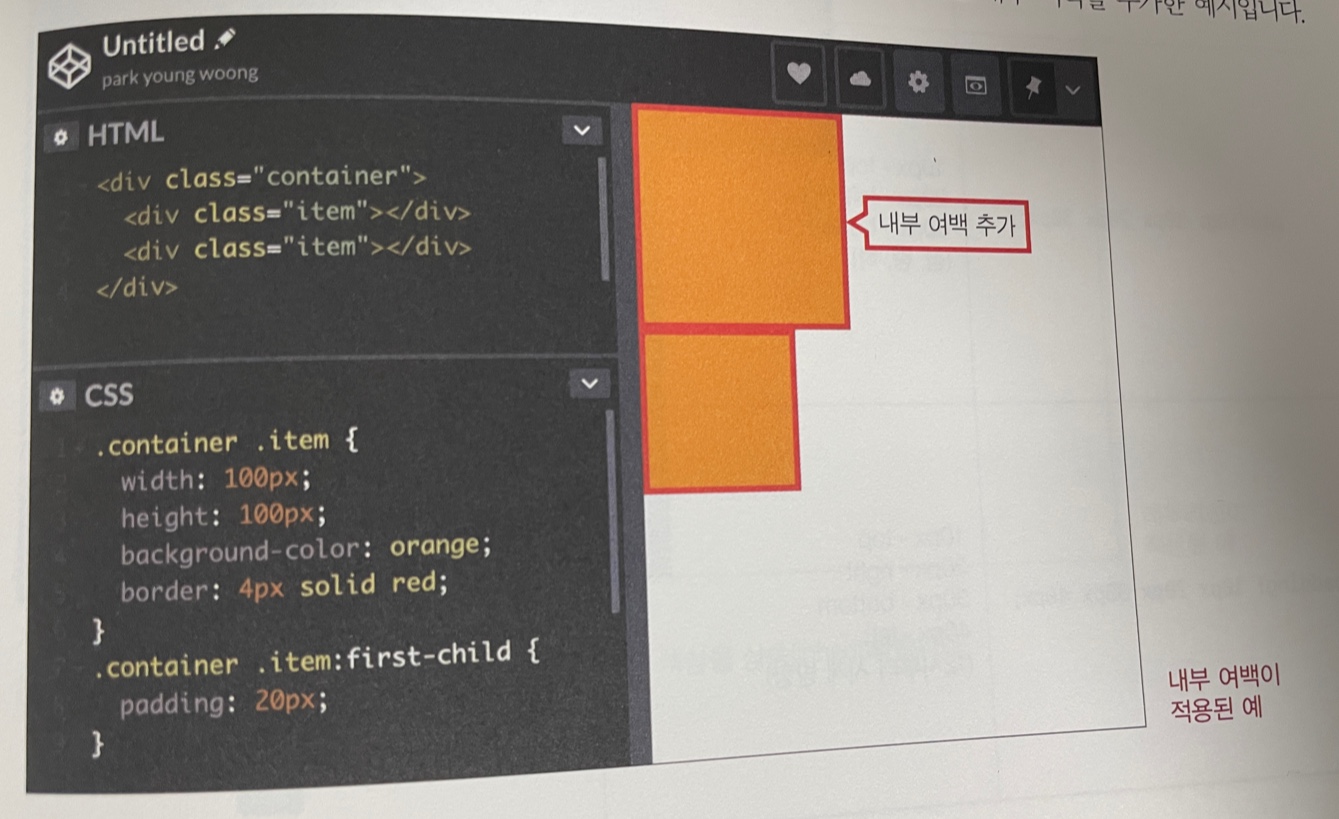 예시입니다.
Untitled
park young woong
HTML
<div class="container">
<div class="item"></div>
<div class="item"></div>
</div>
내부 여백 추가
CSS
.container .item {
width: 100px;
height: 100px;
background-color: orange;
border: 4px solid red;
}
.container .item:first-child {
padding: 20px;
}
내부 여백이
적용된 예